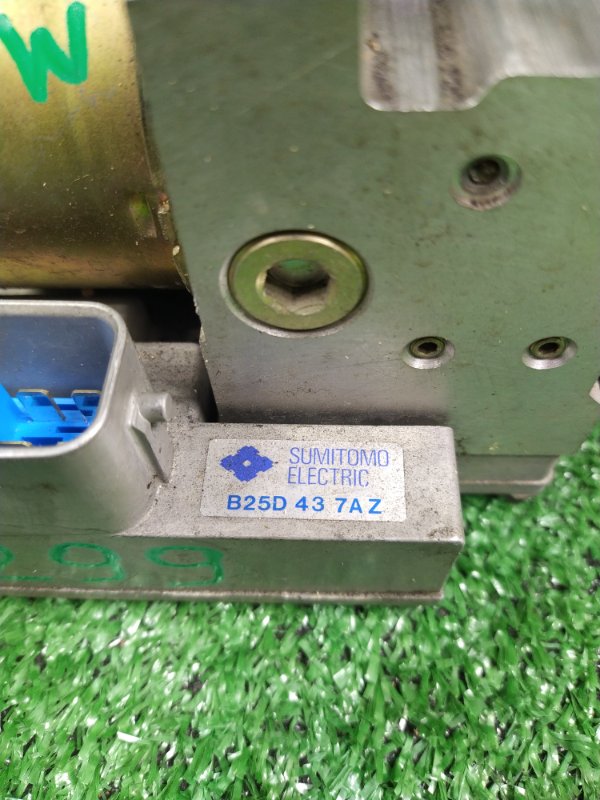 W
SUMITOMO
ELECTRIC
B25D 43 7AZ